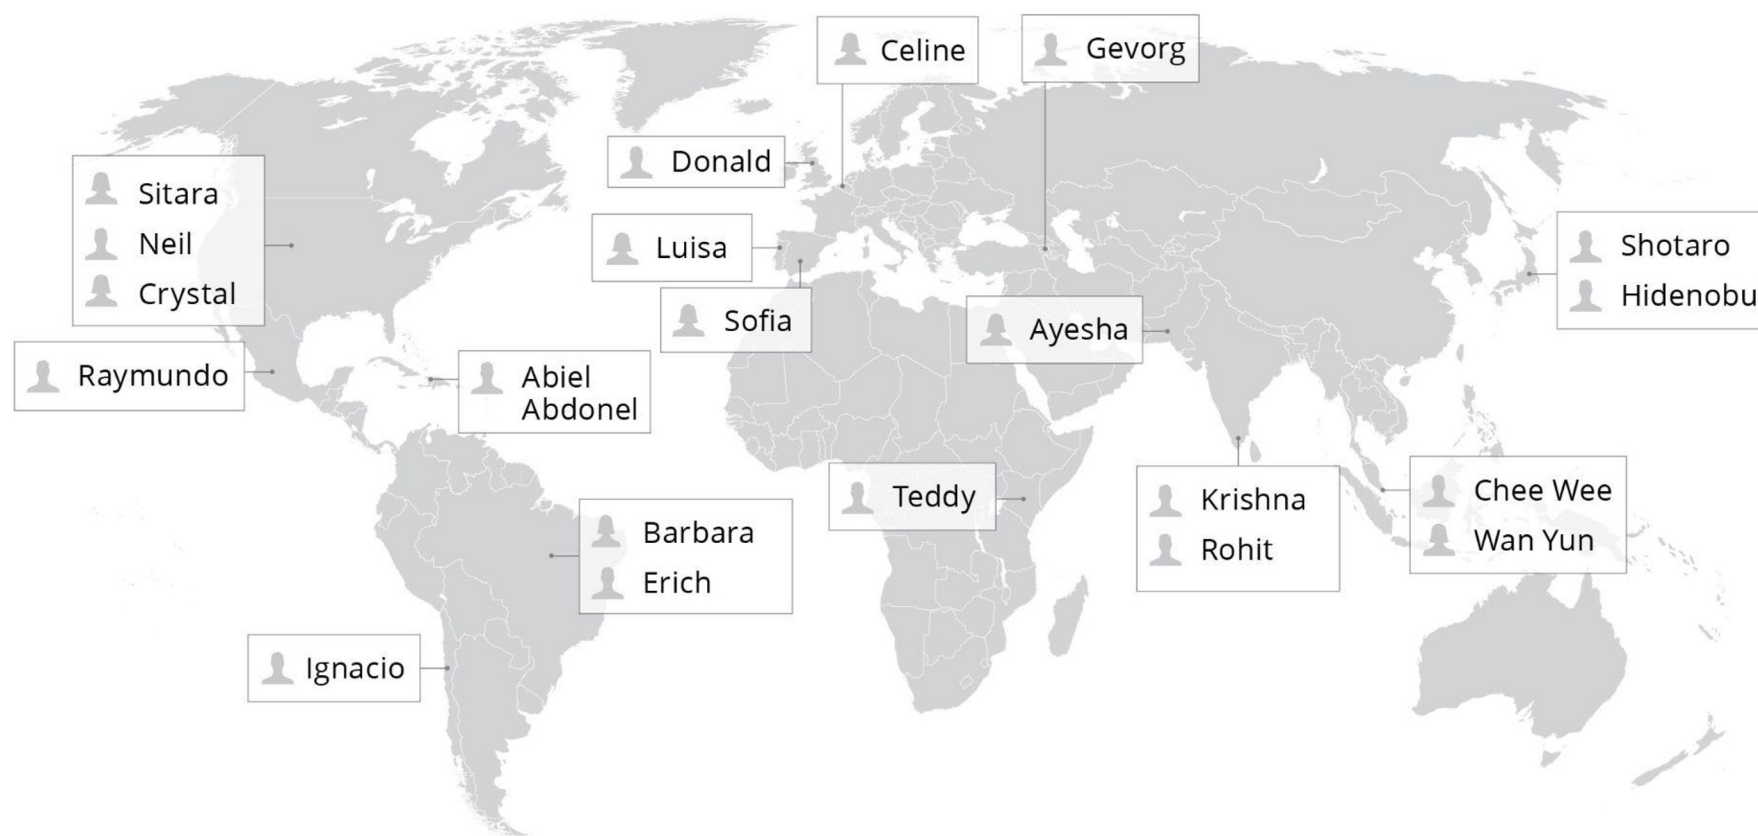 Celine
Gevorg
Donald
Sitara
Neil
Crystal
Luisa
Shotaro
Hidenobu
Sofia
Ayesha
Raymundo
Abiel
Abdonel
Teddy
Krishna
Rohit
Chee Wee
Wan Yun
Barbara
Erich
Ignacio